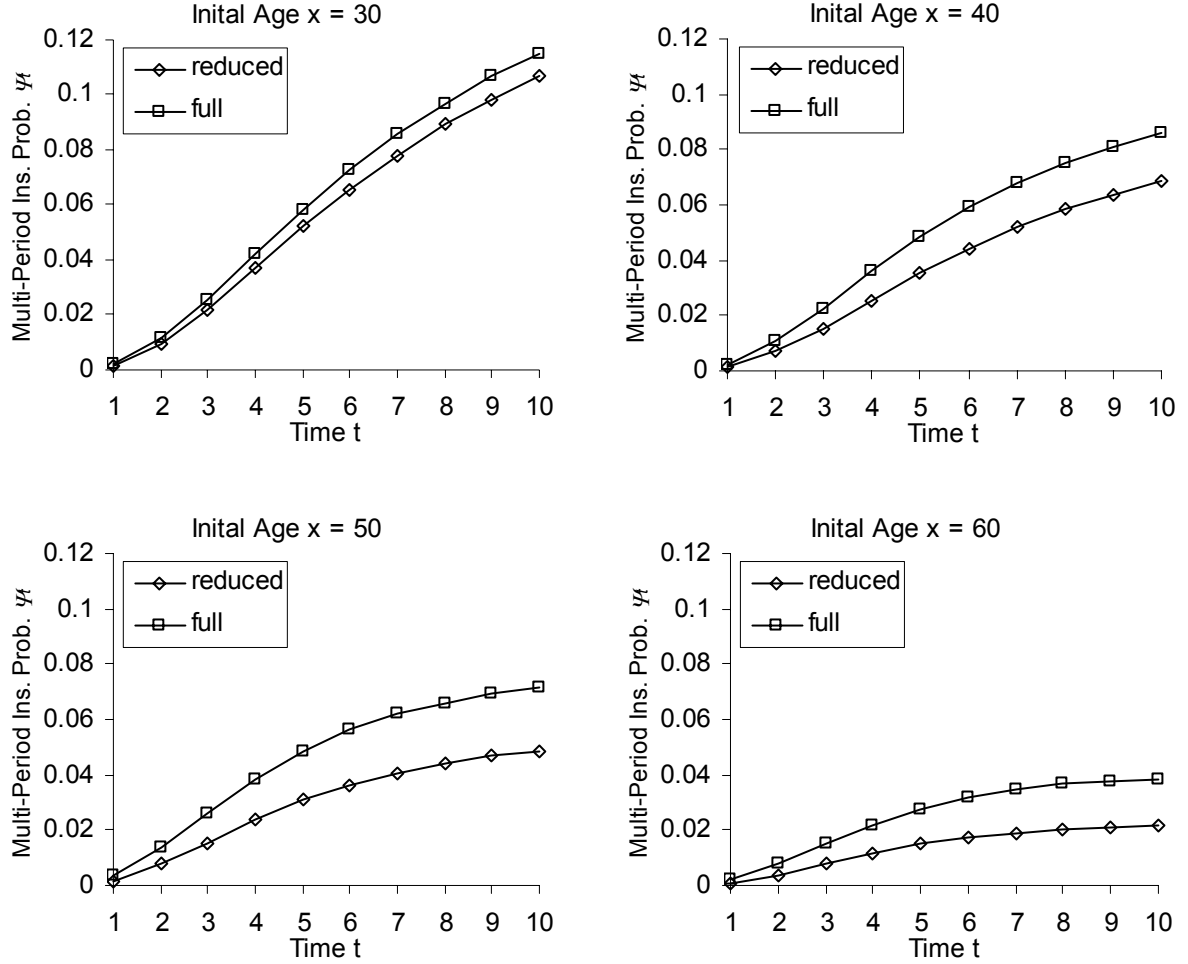 Inital Age x = 30
Multi-Period Ins. Prob. Ψt
0.12
0.1
0.08
0.06
0.04
0.02
0
reduced
full
1 2 3 4 5 6 7 8 9 10
Time t
Inital Age x = 40
Multi-Period Ins. Prob. Ψt
0.12
0.1
0.08
0.06
0.04
0.02
0
reduced
full
1 2 3 4 5 6 7 8 9 10
Time t
Inital Age x = 50
Multi-Period Ins. Prob. Ψt
0.12
0.1
0.08
0.06
0.04
0.02
0
reduced
full
1 2 3 4 5 6 7 8 9 10
Time t
Inital Age x = 60
Multi-Period Ins. Prob. Ψt
0.12
0.1
0.08
0.06
0.04
0.02
0
reduced
full
1 2 3 4 5 6 7 8 9 10
Time t